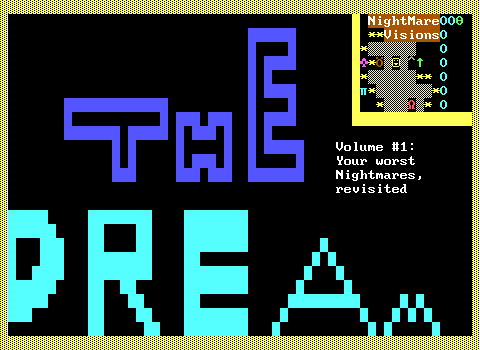 THE
NightMare
Visions
Volume #1:
Your worst
Nightmares,
revisited
DREAM